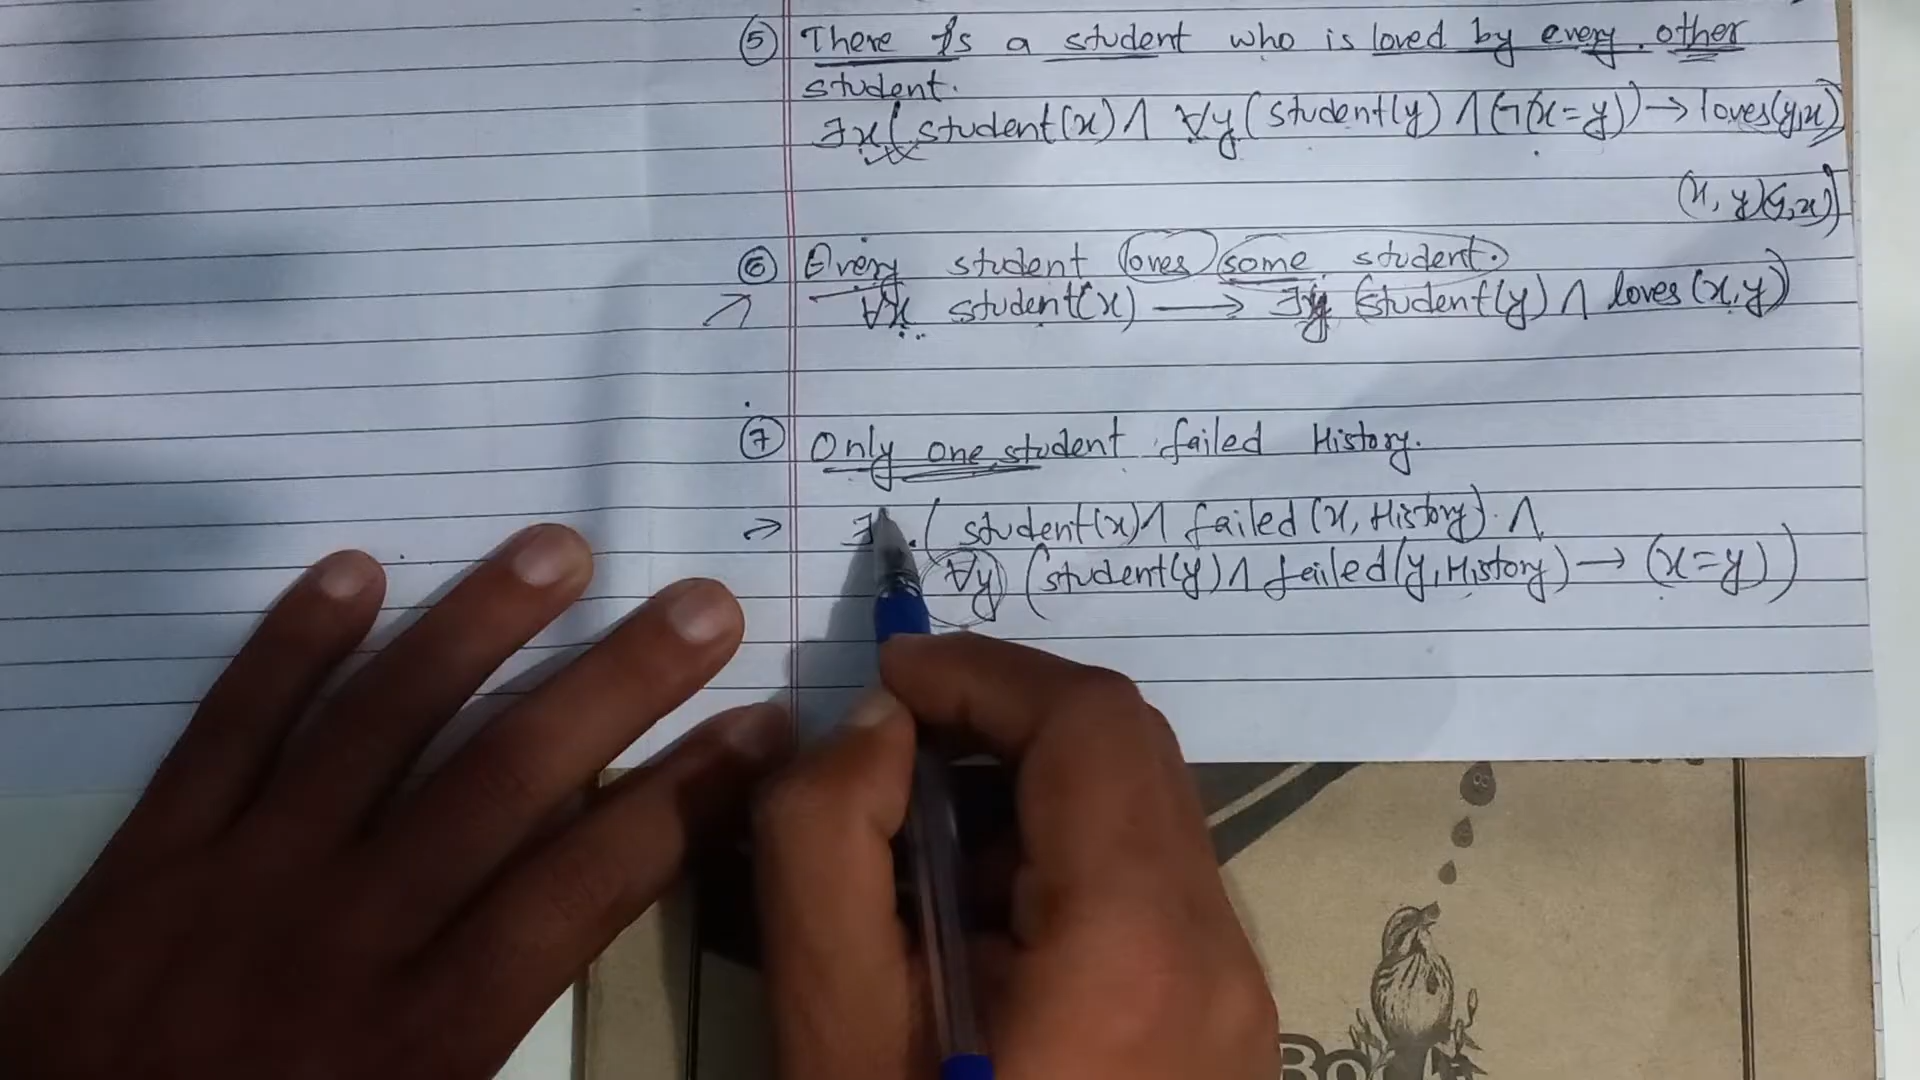 ⑤ There Is a student who is loved by every other
student.
∃x( student(x) ∧ ∀y( student(y) ∧ (¬(x=y)) → loves(y,x)
(x, y)
⑥ Every student loves some student.
∀x student(x) → ∃y (student(y) ∧ loves (x,y)
⑦ Only one student failed History.
⇒ ∃ ( student(x) ∧ failed (x, History) ∧
∀y (student(y) ∧ failed(y, History) → (x=y) )
Bo